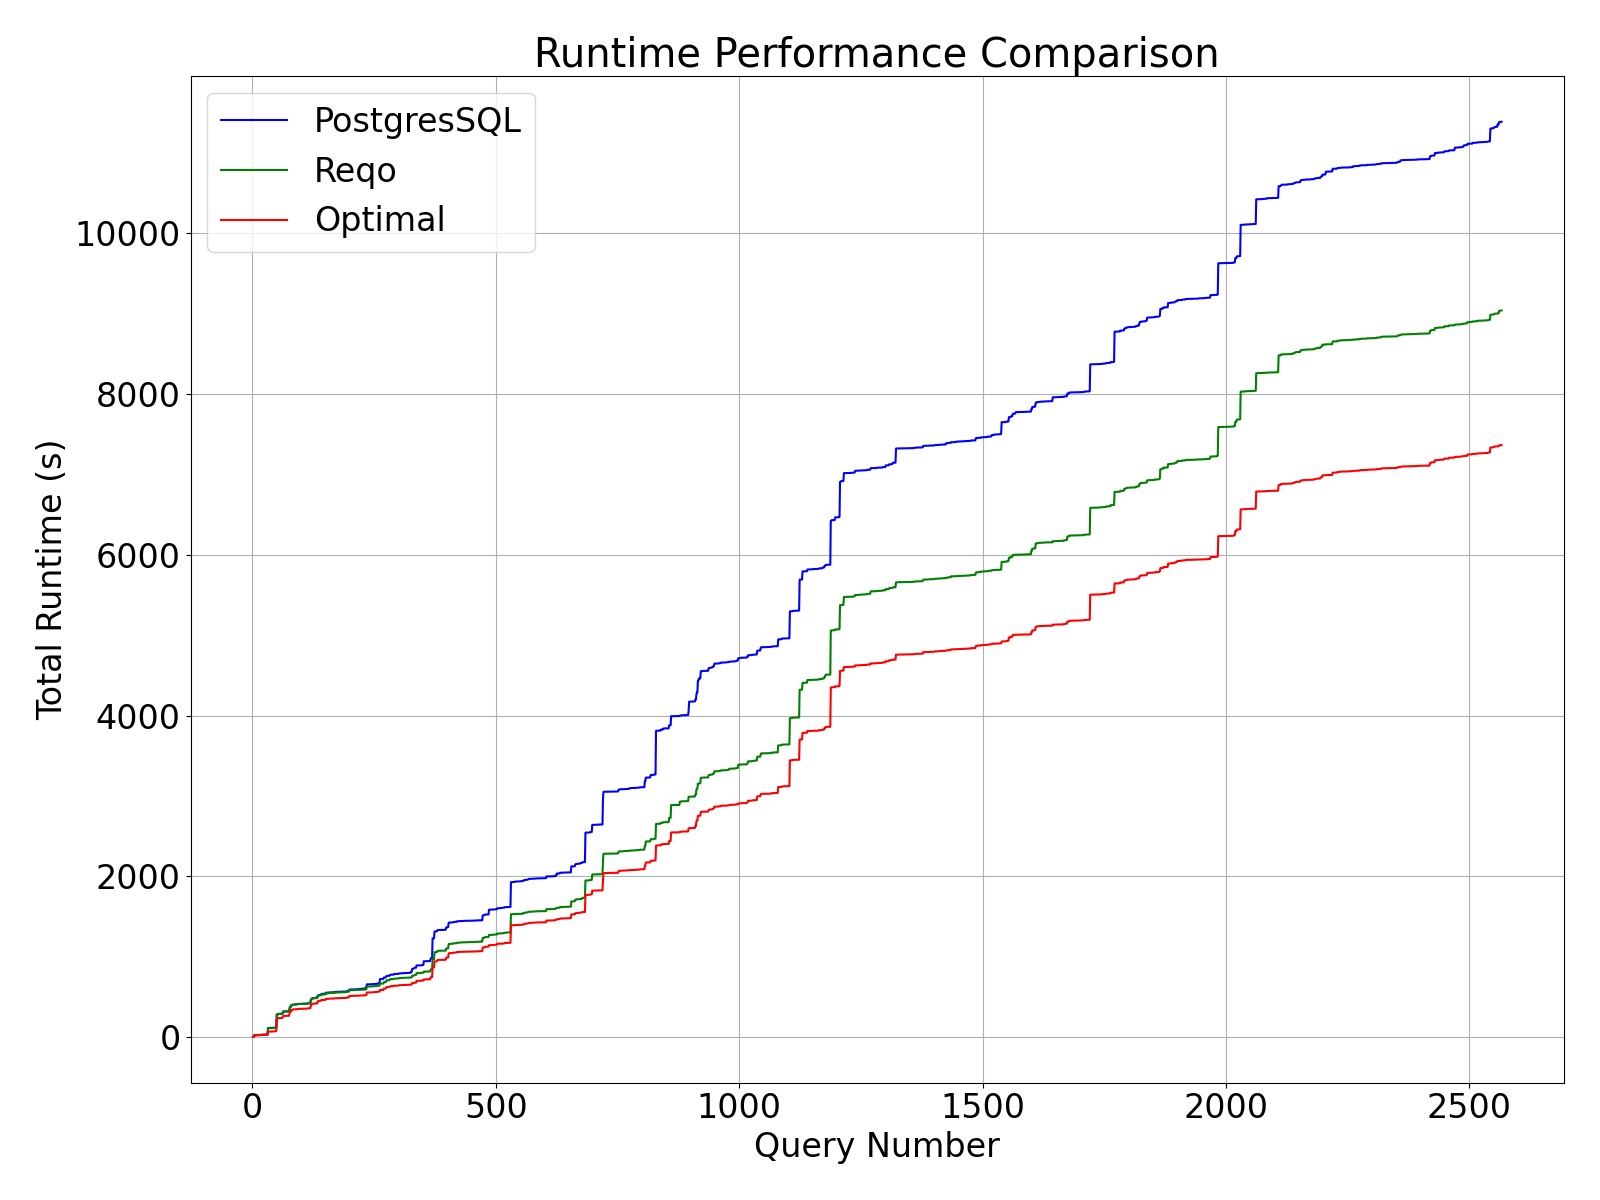 Runtime Performance Comparison
PostgresSQL
Reqo
Optimal
Total Runtime (s)
10000
8000
6000
4000
2000
0
0 500 1000 1500 2000 2500
Query Number